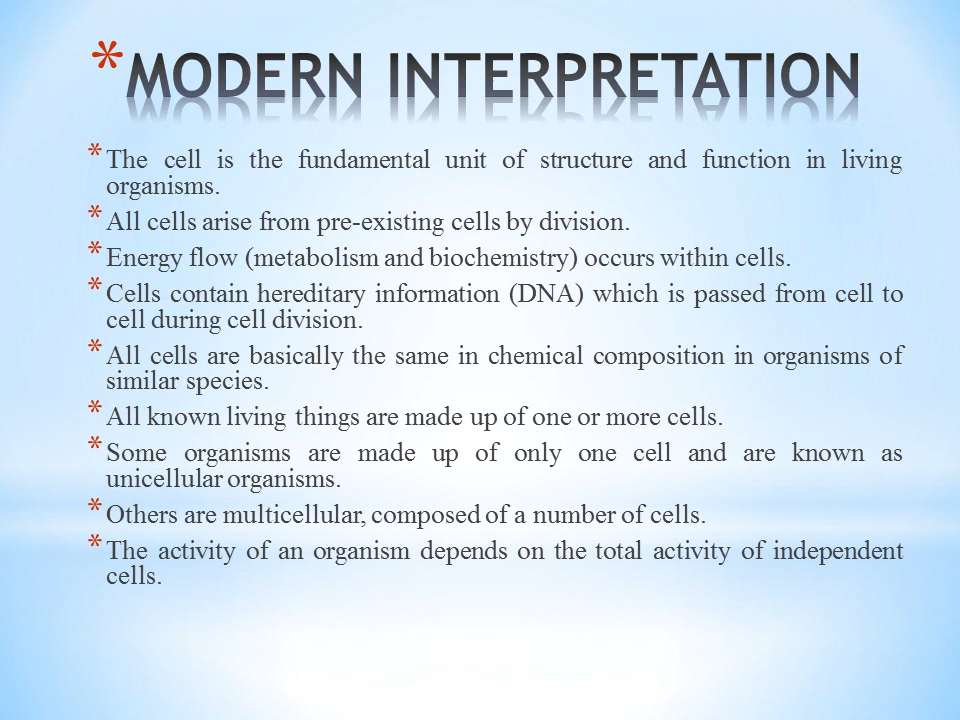 * MODERN INTERPRETATION
* The cell is the fundamental unit of structure and function in living
organisms.
* All cells arise from pre-existing cells by division.
* Energy flow (metabolism and biochemistry) occurs within cells.
* Cells contain hereditary information (DNA) which is passed from cell to
cell during cell division.
* All cells are basically the same in chemical composition in organisms of
similar species.
* All known living things are made up of one or more cells.
* Some organisms are made up of only one cell and are known as
unicellular organisms.
* Others are multicellular, composed of a number of cells.
* The activity of an organism depends on the total activity of independent
cells.